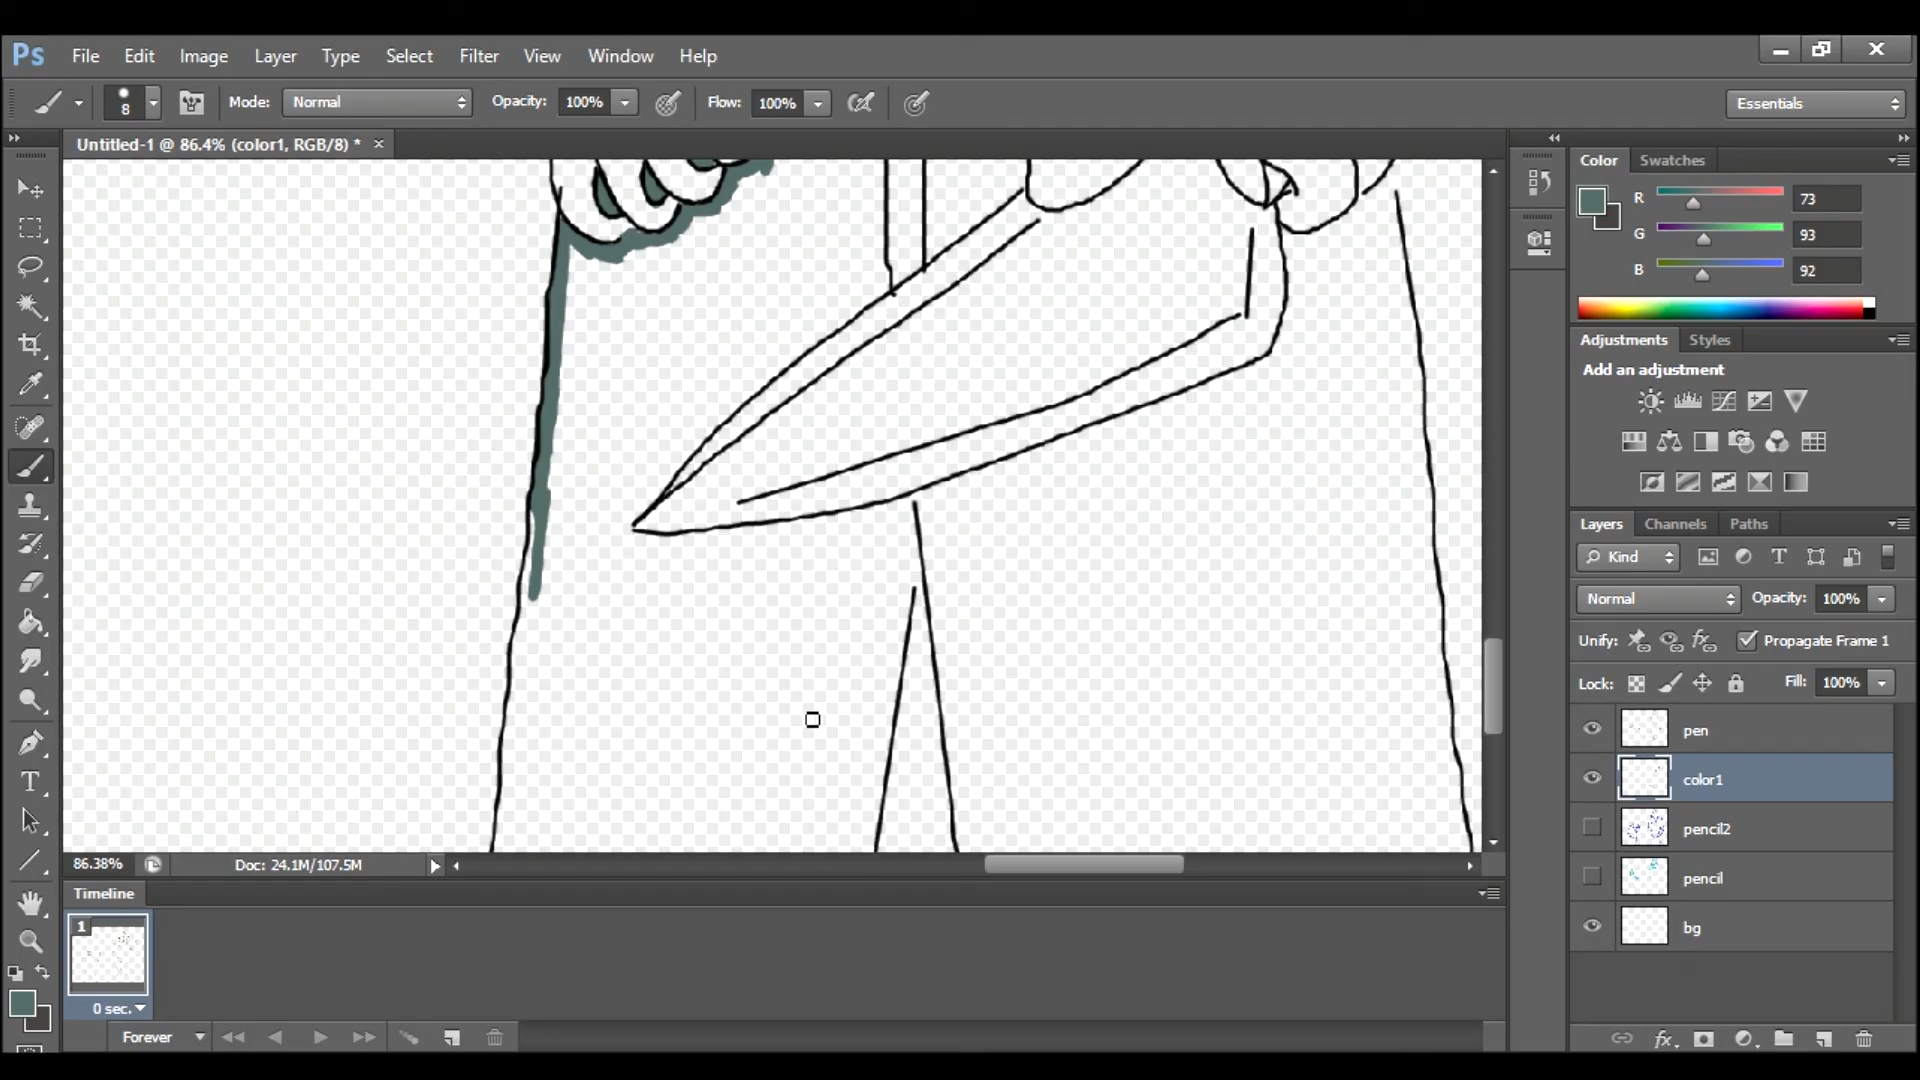 Ps File Edit Image Layer Type Select Filter View Window Help
8 Mode: Normal Opacity: 100% Flow: 100% Essentials
Untitled-1 @ 86.4% (color1, RGB/8) *
Color Swatches
R 73
G 93
B 92
Adjustments Styles
Add an adjustment
Layers Channels Paths
Kind
Normal Opacity: 100%
Unify: Propagate Frame 1
Lock: Fill: 100%
pen
color1
pencil2
pencil
bg
86.38% Doc: 24.1M/107.5M
Timeline
1
0 sec.
Forever
fx